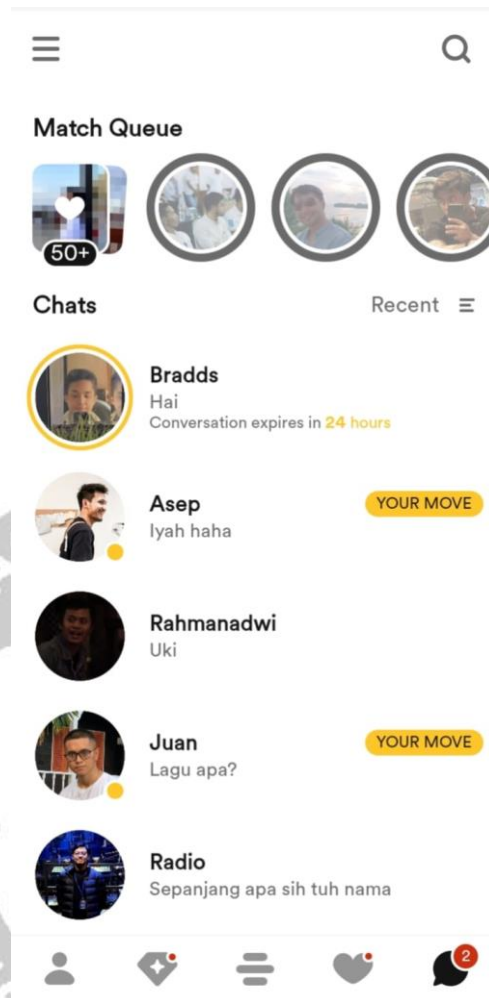 Match Queue
50+
Chats
Recent
Bradds
Hai
Conversation expires in 24 hours
Asep
YOUR MOVE
Iyah haha
Rahmanadwi
Uki
Juan
YOUR MOVE
Lagu apa?
Radio
Sepanjang apa sih tuh nama
2